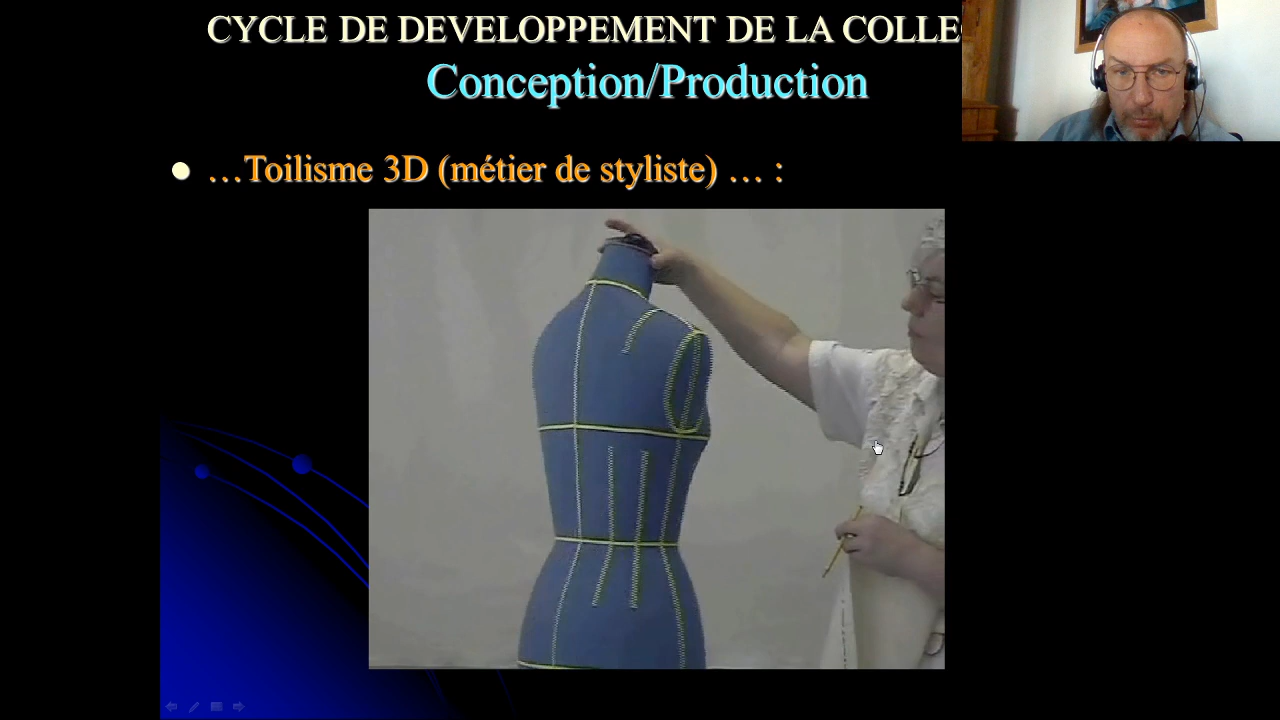 CYCLE DE DEVELOPPEMENT DE LA COLLE
Conception/Production
…Toilisme 3D (métier de styliste) … :